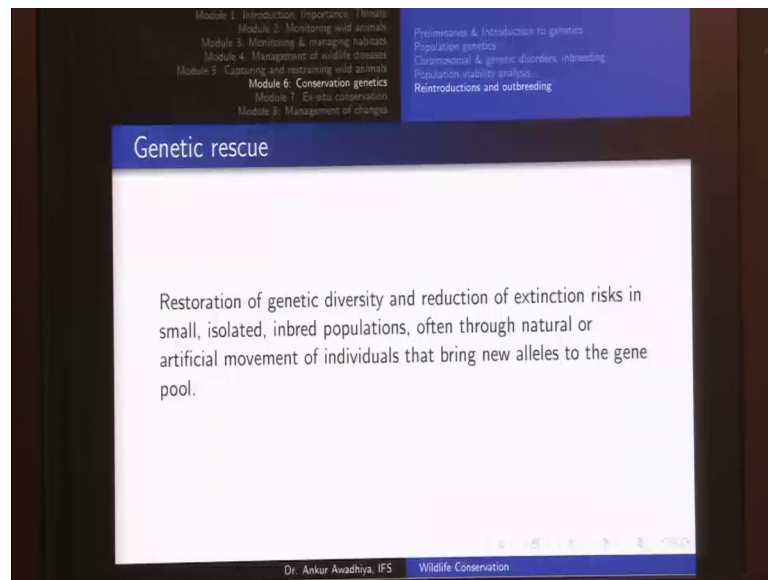 Module 1: Introduction, Importance, Threats
Module 2: Monitoring wild animals
Module 3: Monitoring & managing habitats
Module 4: Management of wildlife diseases
Module 5: Capturing and restraining wild animals
Module 6: Conservation genetics
Module 7: Ex-situ conservation
Module 8: Management of changes
Preliminaries & Introduction to genetics
Population genetics
Chromosomal & genetic disorders, inbreeding
Population viability analysis
Reintroductions and outbreeding
Genetic rescue
Restoration of genetic diversity and reduction of extinction risks in
small, isolated, inbred populations, often through natural or
artificial movement of individuals that bring new alleles to the gene
pool.
Dr. Ankur Awadhiya, IFS
Wildlife Conservation